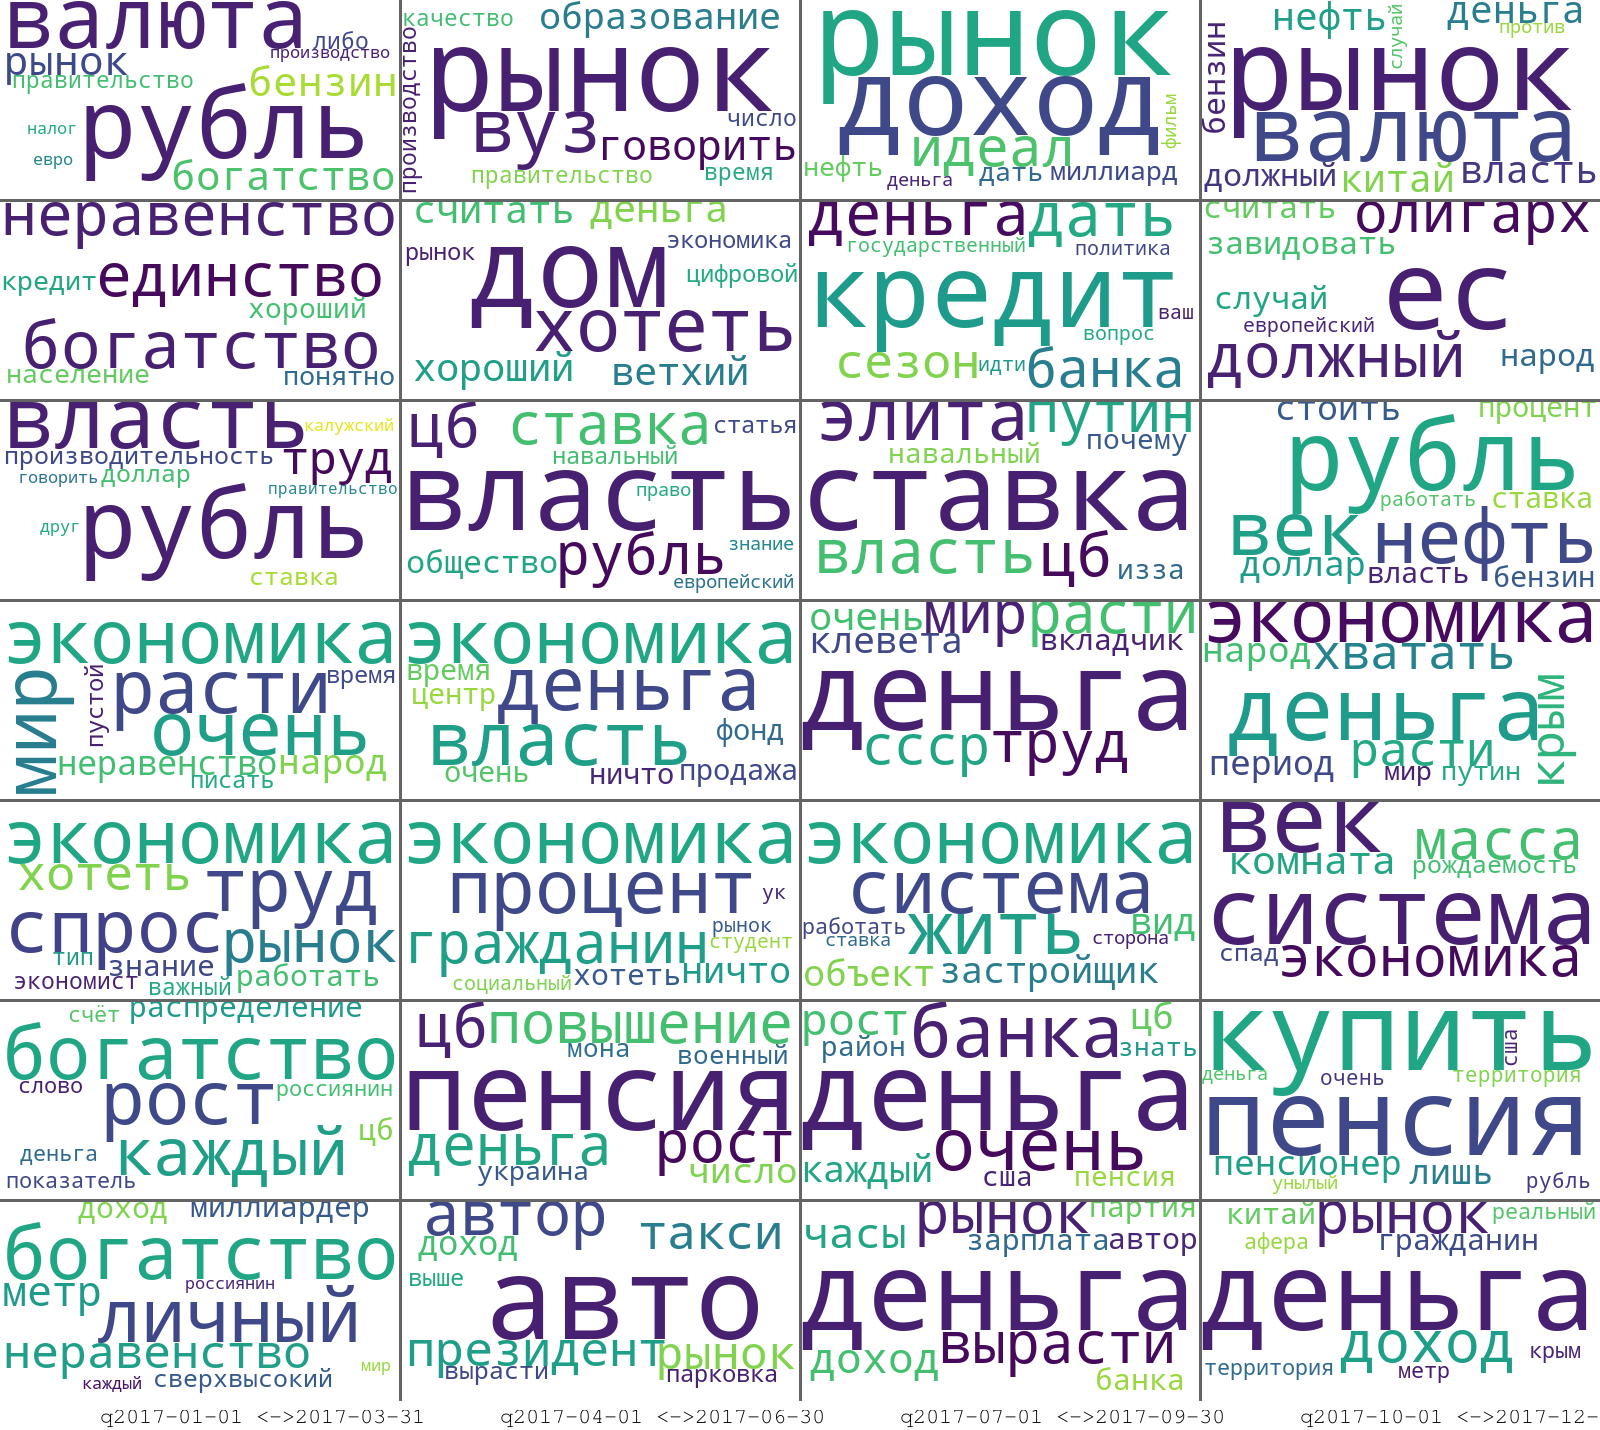 валюта
либо
рынок
производство
правительство
бензин
рубль
налог
евро
богатство
качество
образование
производство
рынок
вуз
число
говорить
правительство
время
рынок
доход
фильм
идеал
нефть
деньга
дать
миллиард
нефть
случай
деньга
против
бензин
рынок
валюта
должный
китай
власть
неравенство
кредит
единство
хороший
богатство
население
понятно
считать
деньга
рынок
дом
экономика
цифровой
хотеть
хороший
ветхий
деньга
дать
государственный
политика
кредит
ваш
вопрос
сезон
идти
банка
считать
олигарх
завидовать
ес
случай
европейский
должный
народ
власть
калужский
производительность
труд
говорить
доллар
правительство
рубль
друг
ставка
цб
ставка
статья
навальный
власть
право
общество
рубль
знание
европейский
элита
путин
почему
навальный
ставка
власть
цб
изза
стоить
процент
рубль
работать
ставка
век
нефть
доллар
власть
бензин
экономика
мир
пустой
расти
время
очень
неравенство
народ
писать
экономика
время
центр
деньга
власть
фонд
очень
ничто
продажа
очень
мир
расти
клевета
вкладчик
деньга
ссср
труд
экономика
народ
хватать
деньга
крым
период
расти
мир
путин
экономика
хотеть
труд
спрос
рынок
тип
знание
экономист
важный
работать
экономика
процент
ук
рынок
гражданин
студент
социальный
хотеть
ничто
экономика
система
работать
жить
вид
ставка
сторона
объект
застройщик
век
масса
комната
рождаемость
система
спад
экономика
счёт
распределение
богатство
слово
рост
россиянин
цб
деньга
каждый
показатель
цб
повышение
мона
военный
пенсия
деньга
рост
украина
число
рост
банка
цб
район
знать
деньга
очень
каждый
сша
пенсия
купить
сша
деньга
очень
территория
пенсия
пенсионер
лишь
унылый
рубль
доход
миллиардер
богатство
россиянин
метр
личный
неравенство
мир
каждый
сверхвысокий
автор
такси
доход
выше
авто
президент
рынок
вырасти
парковка
часы
рынок
партия
зарплата
автор
деньга
вырасти
доход
банка
китай
рынок
реальный
афера
гражданин
деньга
доход
крым
территория
метр
q2017-01-01 <->2017-03-31
q2017-04-01 <->2017-06-30
q2017-07-01 <->2017-09-30
q2017-10-01 <->2017-12-